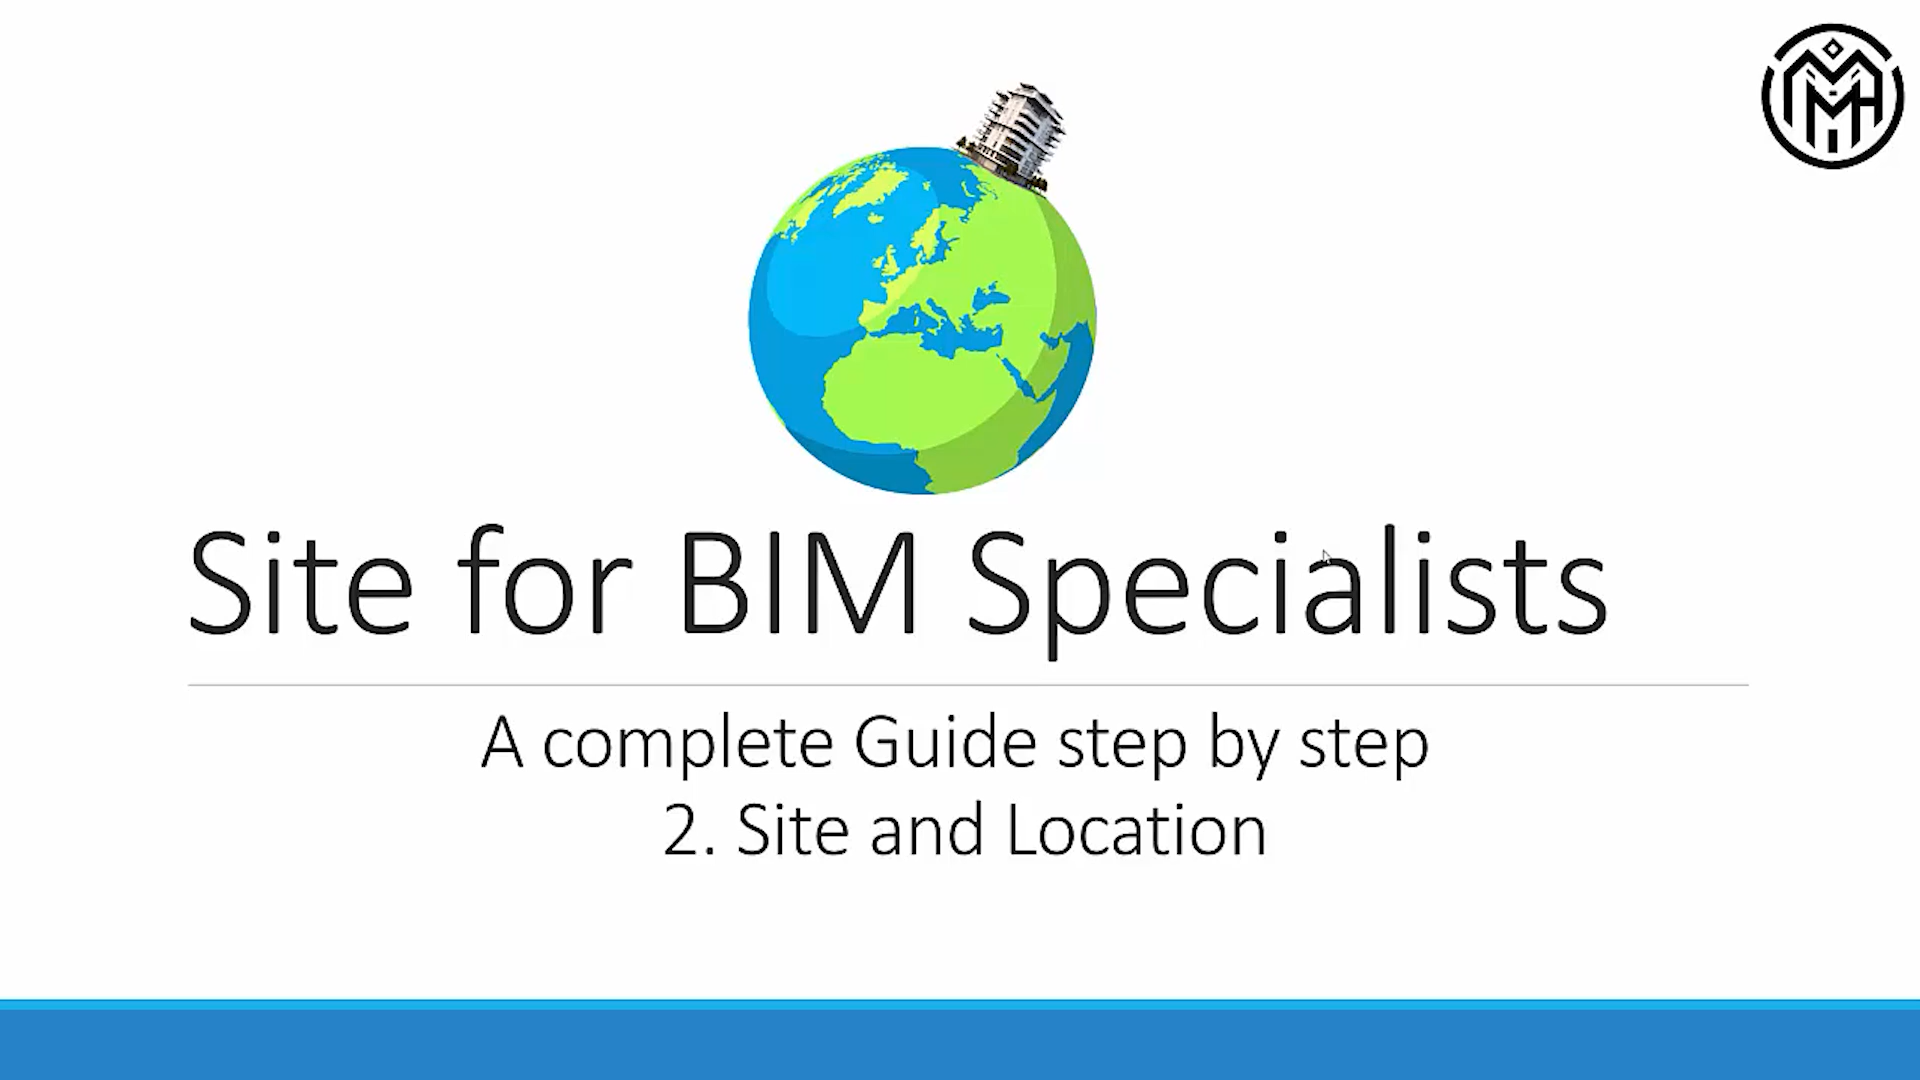 Site for BIM Specialists
A complete Guide step by step
2. Site and Location